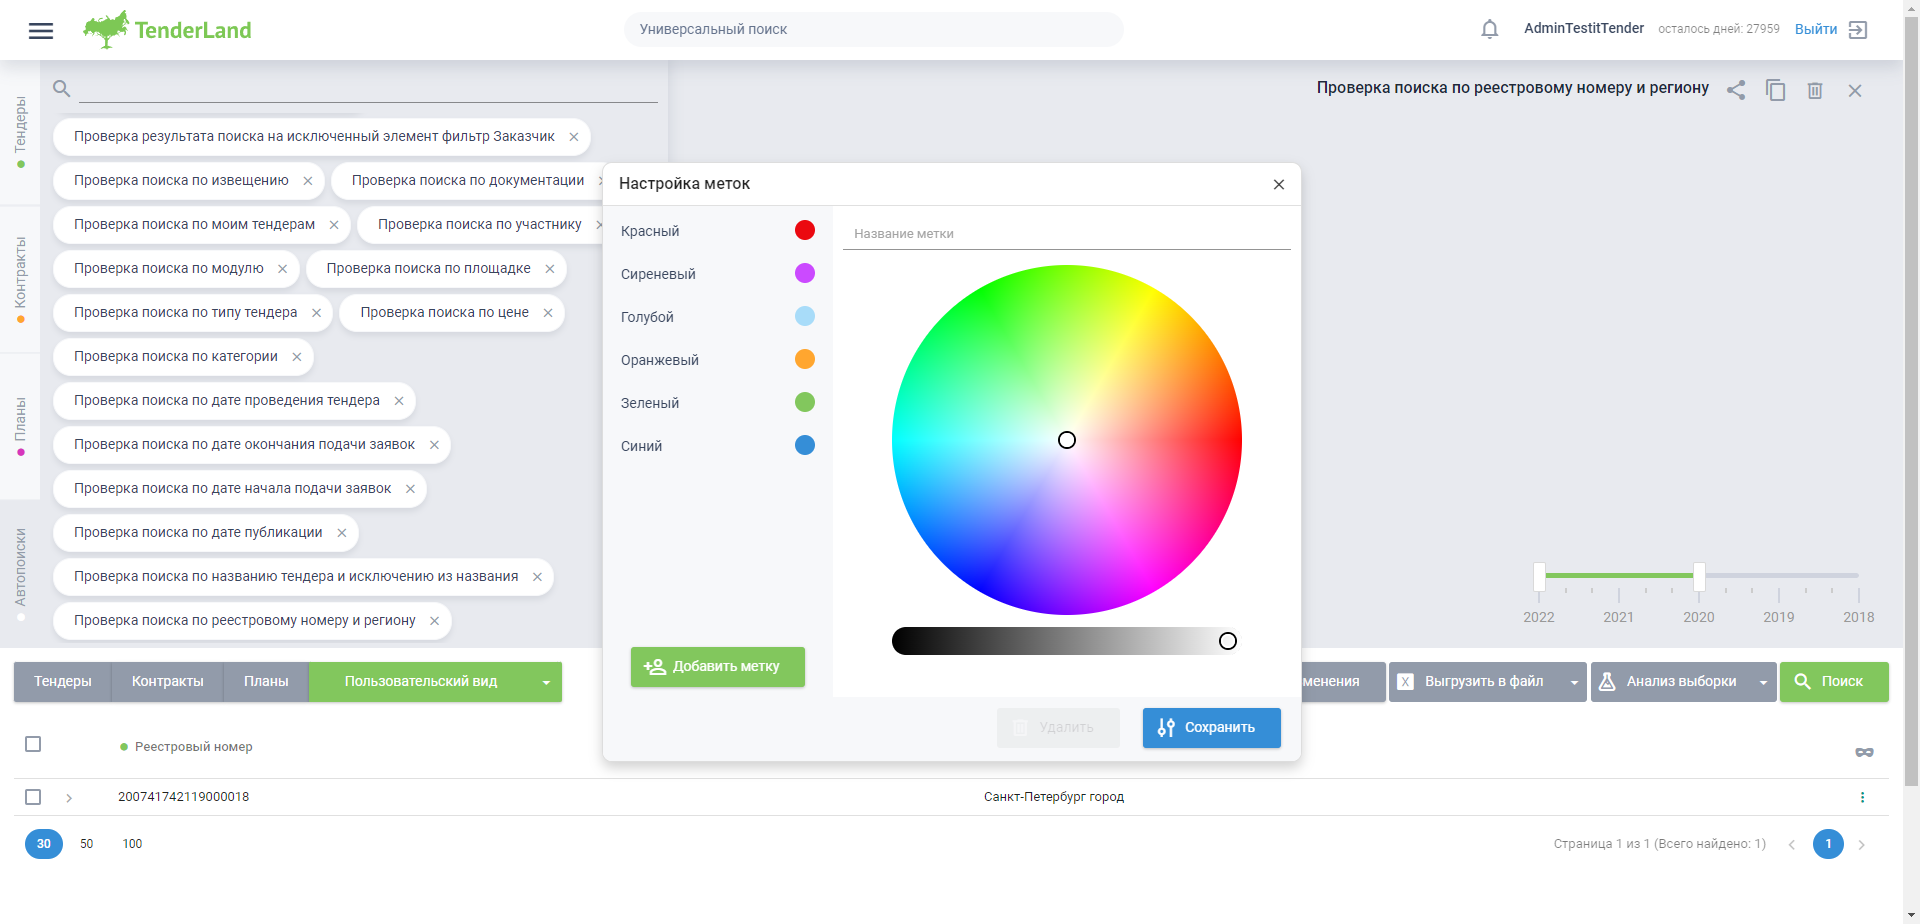 TenderLand
Универсальный поиск
AdminTestitTender
осталось дней: 27959
Выйти
Тендеры
Контракты
Планы
Автопоиски
Проверка поиска по реестровому номеру и региону
Проверка результата поиска на исключенный элемент фильтр Заказчик
Проверка поиска по извещению
Проверка поиска по документации
Проверка поиска по моим тендерам
Проверка поиска по участнику
Проверка поиска по модулю
Проверка поиска по площадке
Проверка поиска по типу тендера
Проверка поиска по цене
Проверка поиска по категории
Проверка поиска по дате проведения тендера
Проверка поиска по дате окончания подачи заявок
Проверка поиска по дате начала подачи заявок
Проверка поиска по дате публикации
Проверка поиска по названию тендера и исключению из названия
Проверка поиска по реестровому номеру и региону
Настройка меток
Красный
Сиреневый
Голубой
Оранжевый
Зеленый
Синий
Название метки
Добавить метку
Удалить
Сохранить
2022
2021
2020
2019
2018
Тендеры
Контракты
Планы
Пользовательский вид
менения
X
Выгрузить в файл
Анализ выборки
Поиск
Реестровый номер
200741742119000018
Санкт-Петербург город
30
50
100
Страница 1 из 1 (Всего найдено: 1)
1